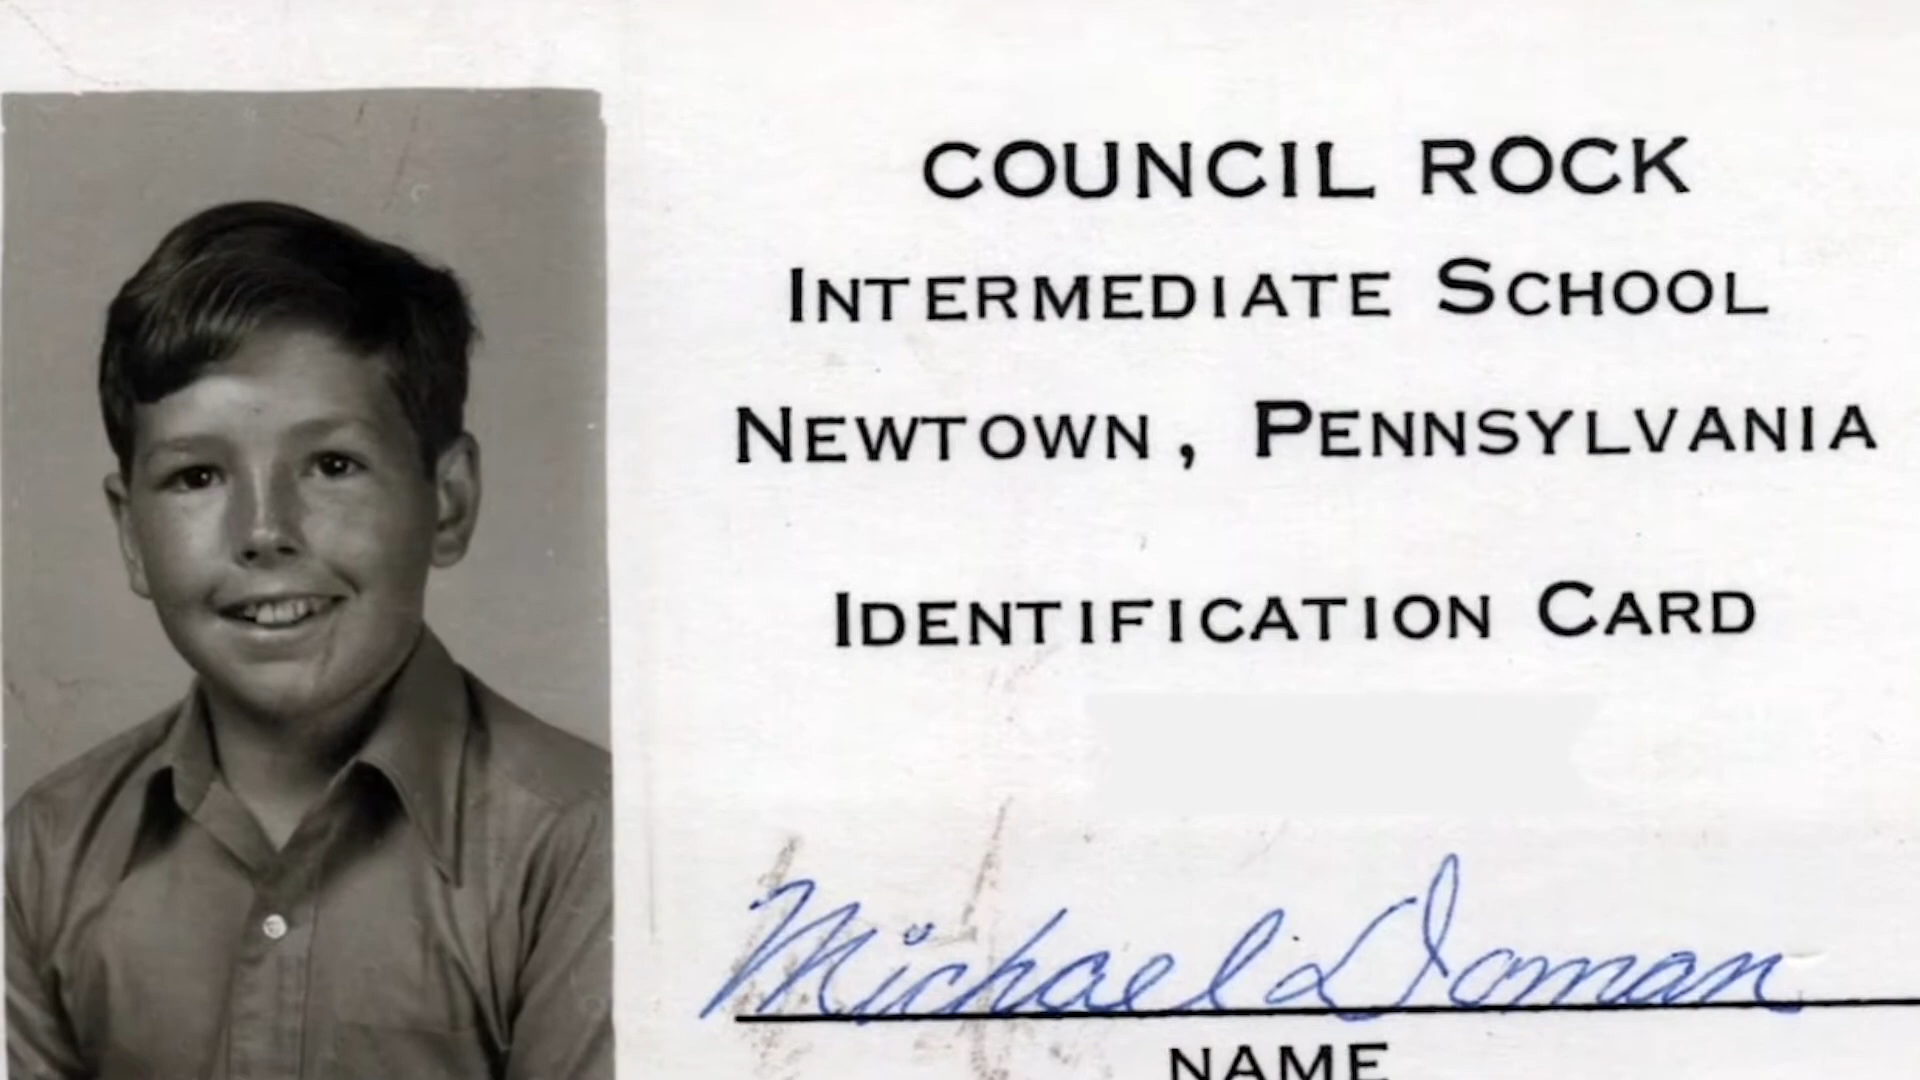 COUNCIL ROCK
INTERMEDIATE SCHOOL
NEWTOWN, PENNSYLVANIA
IDENTIFICATION CARD
Michael Doman
NAME